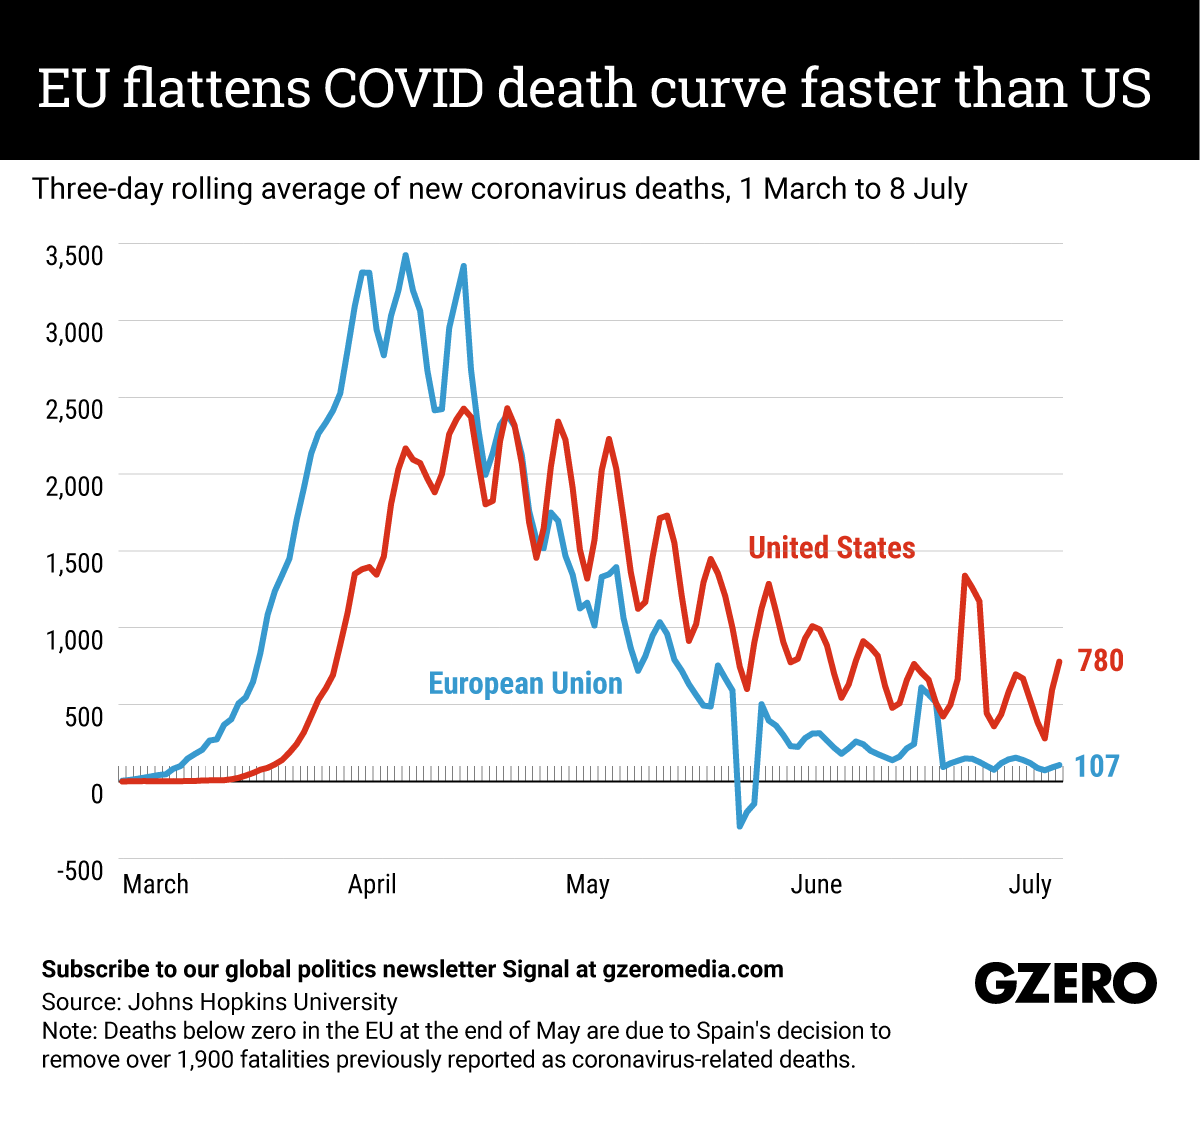 EU flattens COVID death curve faster than US
Three-day rolling average of new coronavirus deaths, 1 March to 8 July
3,500
3,000
2,500
2,000
1,500
United States
1,000
780
European Union
500
107
0
-500
March April May June July
Subscribe to our global politics newsletter Signal at gzeromedia.com
GZERO
Source: Johns Hopkins University
Note: Deaths below zero in the EU at the end of May are due to Spain's decision to
remove over 1,900 fatalities previously reported as coronavirus-related deaths.